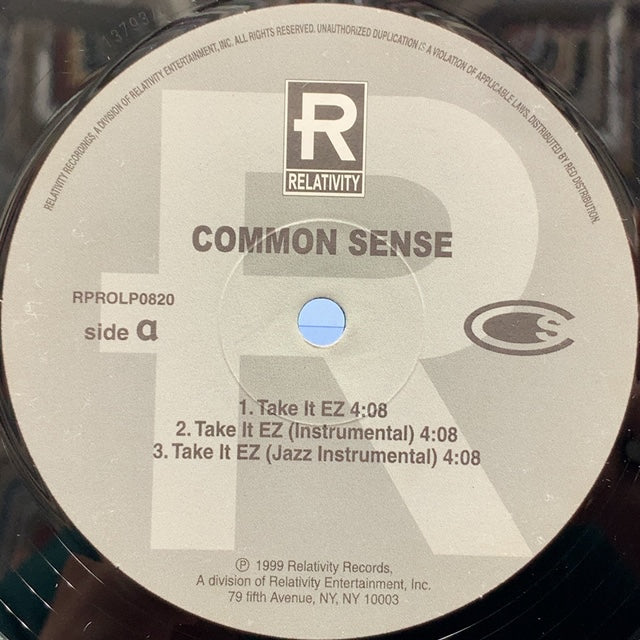 13793
RELATIVITY RECORDINGS, A DIVISION OF RELATIVITY ENTERTAINMENT, INC. ALL RIGHTS RESERVED. UNAUTHORIZED DUPLICATION IS A VIOLATION OF APPLICABLE LAWS. DISTRIBUTED BY RED DISTRIBUTION.
R
RELATIVITY
COMMON SENSE
RPROLP0820
side a
CS
1. Take It EZ 4:08
2. Take It EZ (Instrumental) 4:08
3. Take It EZ (Jazz Instrumental) 4:08
℗ 1999 Relativity Records,
A division of Relativity Entertainment, Inc.
79 fifth Avenue, NY, NY 10003